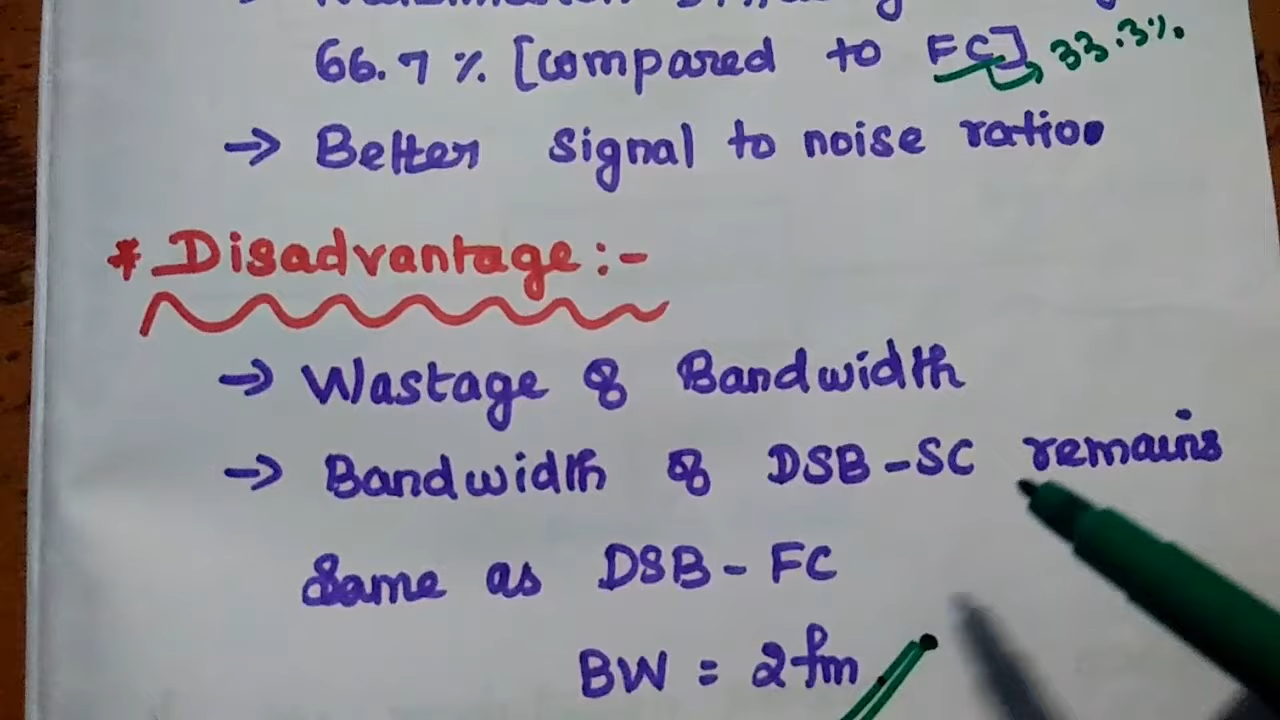 66.7 % [compared to FC] 33.3%
→ Better signal to noise ratio
* Disadvantage:-
→ Wastage of Bandwidth
→ Bandwidth of DSB-SC remains
Same as DSB-FC
BW = 2fm